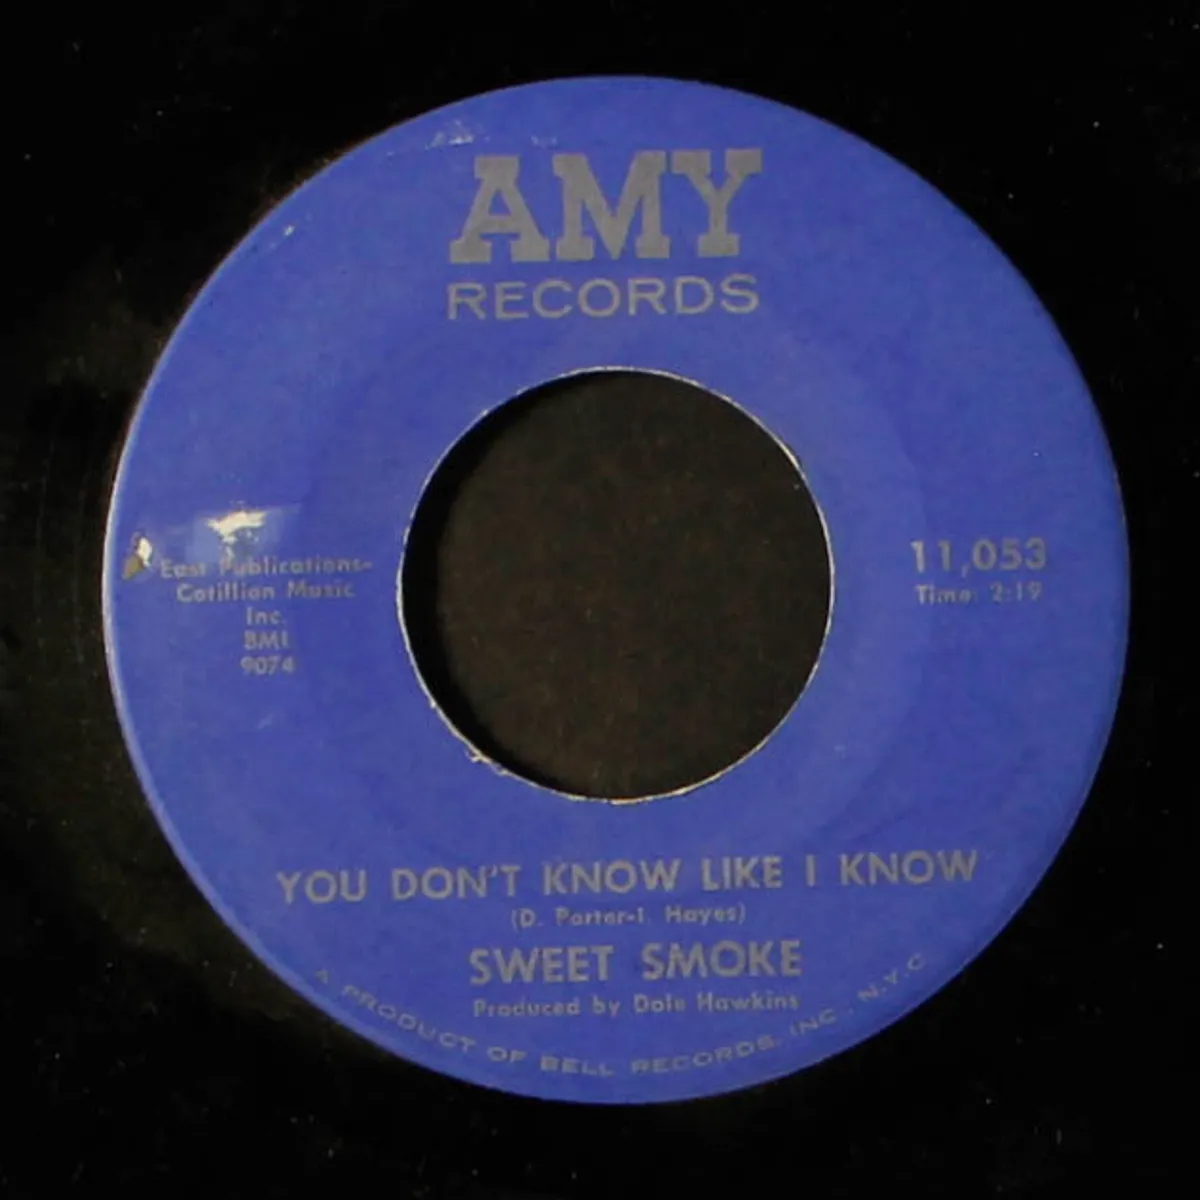 AMY
RECORDS
East Publications-
Cotillion Music
Inc.
BMI
9074
11,053
Time: 2:19
YOU DON'T KNOW LIKE I KNOW
(D. Porter-I. Hayes)
SWEET SMOKE
Produced by Dale Hawkins
A PRODUCT OF BELL RECORDS, INC., N.Y.C